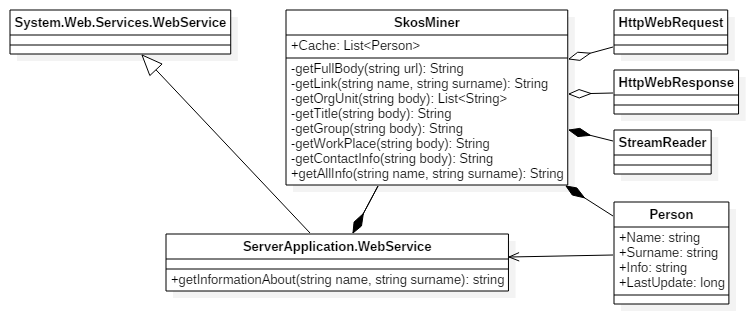 System.Web.Services.WebService
SkosMiner
+Cache: List<Person>
-getFullBody(string url): String
-getLink(string name, string surname): String
-getOrgUnit(string body): List<String>
-getTitle(string body): String
-getGroup(string body): String
-getWorkPlace(string body): String
-getContactInfo(string body): String
+getAllInfo(string name, string surname): String
HttpWebRequest
HttpWebResponse
StreamReader
Person
+Name: string
+Surname: string
+Info: string
+LastUpdate: long
ServerApplication.WebService
+getInformationAbout(string name, string surname): string